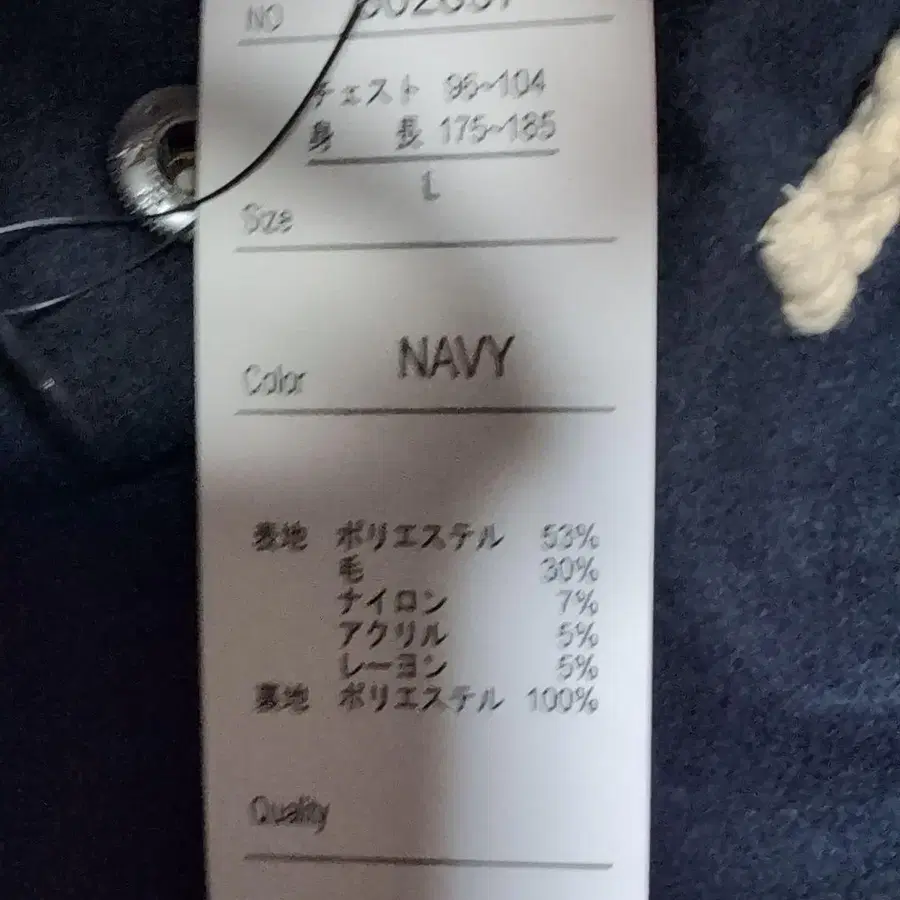 NO
チェスト 96~104
身 長 175~185
L
Size
NAVY
Color
表地 ポリエステル 53%
毛 30%
ナイロン 7%
アクリル 5%
レーヨン 5%
裏地 ポリエステル 100%
Quality